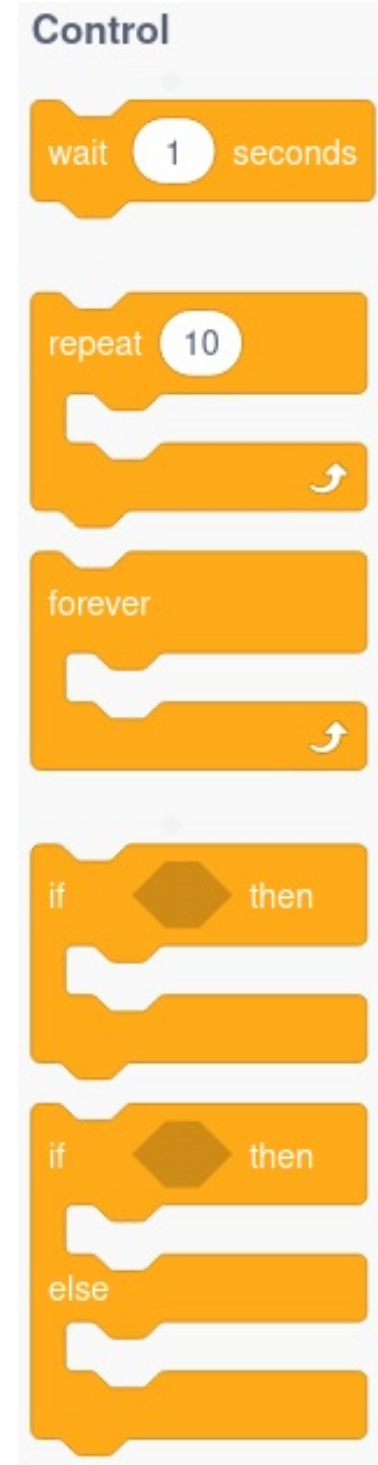 Control
wait 1 seconds
repeat 10
forever
if then
if then
else